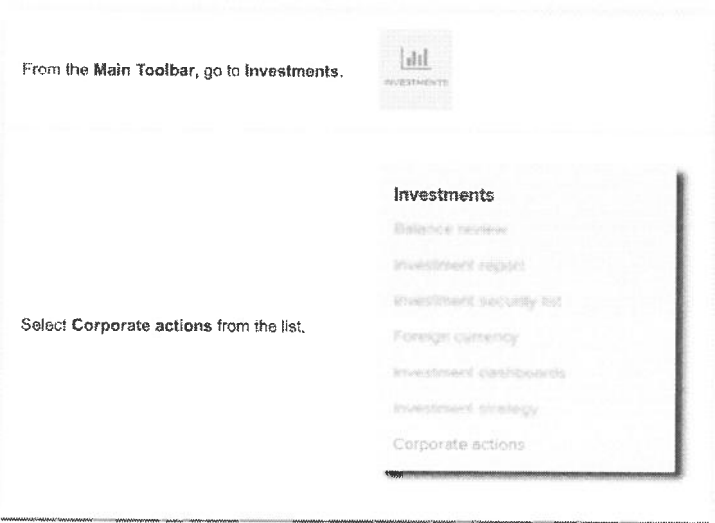 From the Main Toolbar, go to Investments.
INVESTMENTS
Investments
Balance review
Investment report
Investment security list
Foreign currency
Investment dashboards
Investment strategy
Corporate actions
Select Corporate actions from the list.